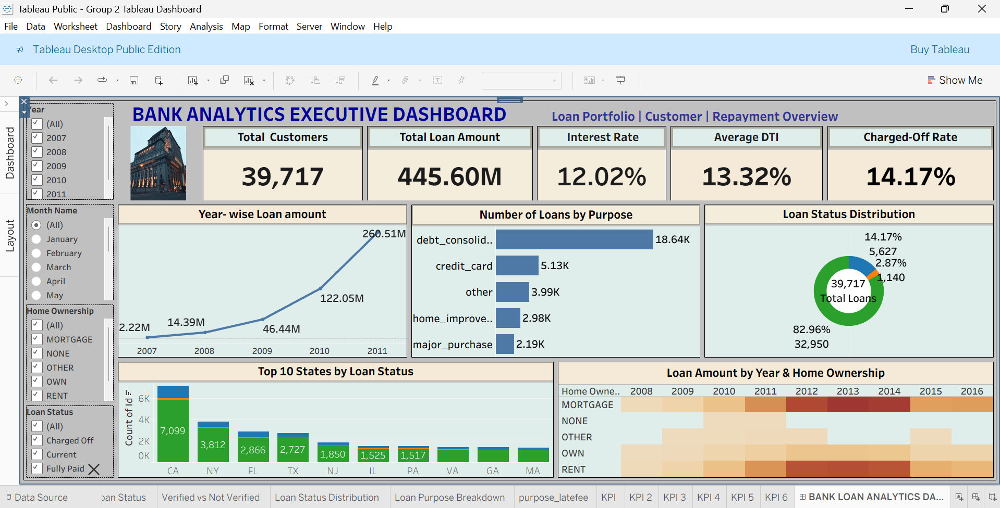 Tableau Public - Group 2 Tableau Dashboard
File Data Worksheet Dashboard Story Analysis Map Format Server Window Help
Tableau Desktop Public Edition
Buy Tableau
Show Me
Dashboard
Layout
Year
(All)
2007
2008
2009
2010
2011
Month Name
(All)
January
February
March
April
May
Home Ownership
(All)
MORTGAGE
NONE
OTHER
OWN
RENT
Loan Status
(All)
Charged Off
Current
Fully Paid
BANK ANALYTICS EXECUTIVE DASHBOARD
Loan Portfolio | Customer | Repayment Overview
Total Customers
39,717
Total Loan Amount
445.60M
Interest Rate
12.02%
Average DTI
13.32%
Charged-Off Rate
14.17%
Year- wise Loan amount
260.51M
122.05M
46.44M
14.39M
2.22M
2007 2008 2009 2010 2011
Number of Loans by Purpose
debt_consolid.. 18.64K
credit_card 5.13K
other 3.99K
home_improve.. 2.98K
major_purchase 2.19K
Loan Status Distribution
14.17%
5,627
2.87%
1,140
39,717
Total Loans
82.96%
32,950
Top 10 States by Loan Status
Count of Id
6K
4K
2K
0K
7,099
3,812
2,866
2,727
1,850
1,525
1,517
CA NY FL TX NJ IL PA VA GA MA
Loan Amount by Year & Home Ownership
Home Owne.. 2008 2009 2010 2011 2012 2013 2014 2015 2016
MORTGAGE
NONE
OTHER
OWN
RENT
Data Source
oan Status
Verified vs Not Verified
Loan Status Distribution
Loan Purpose Breakdown
purpose_latefee
KPI
KPI 2
KPI 3
KPI 4
KPI 5
KPI 6
BANK LOAN ANALYTICS DA...